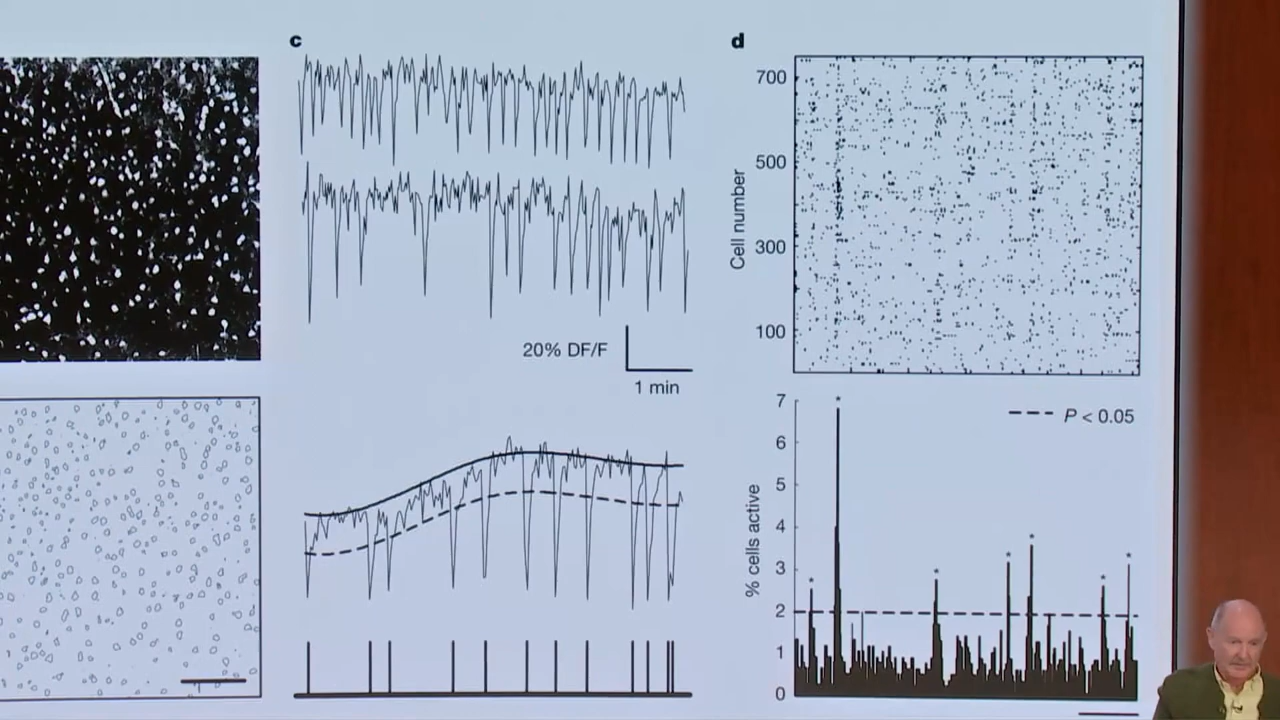 c
20% DF/F
1 min
d
700
500
300
100
Cell number
7
6
5
4
3
2
1
0
% cells active
P < 0.05
* * * * * * *